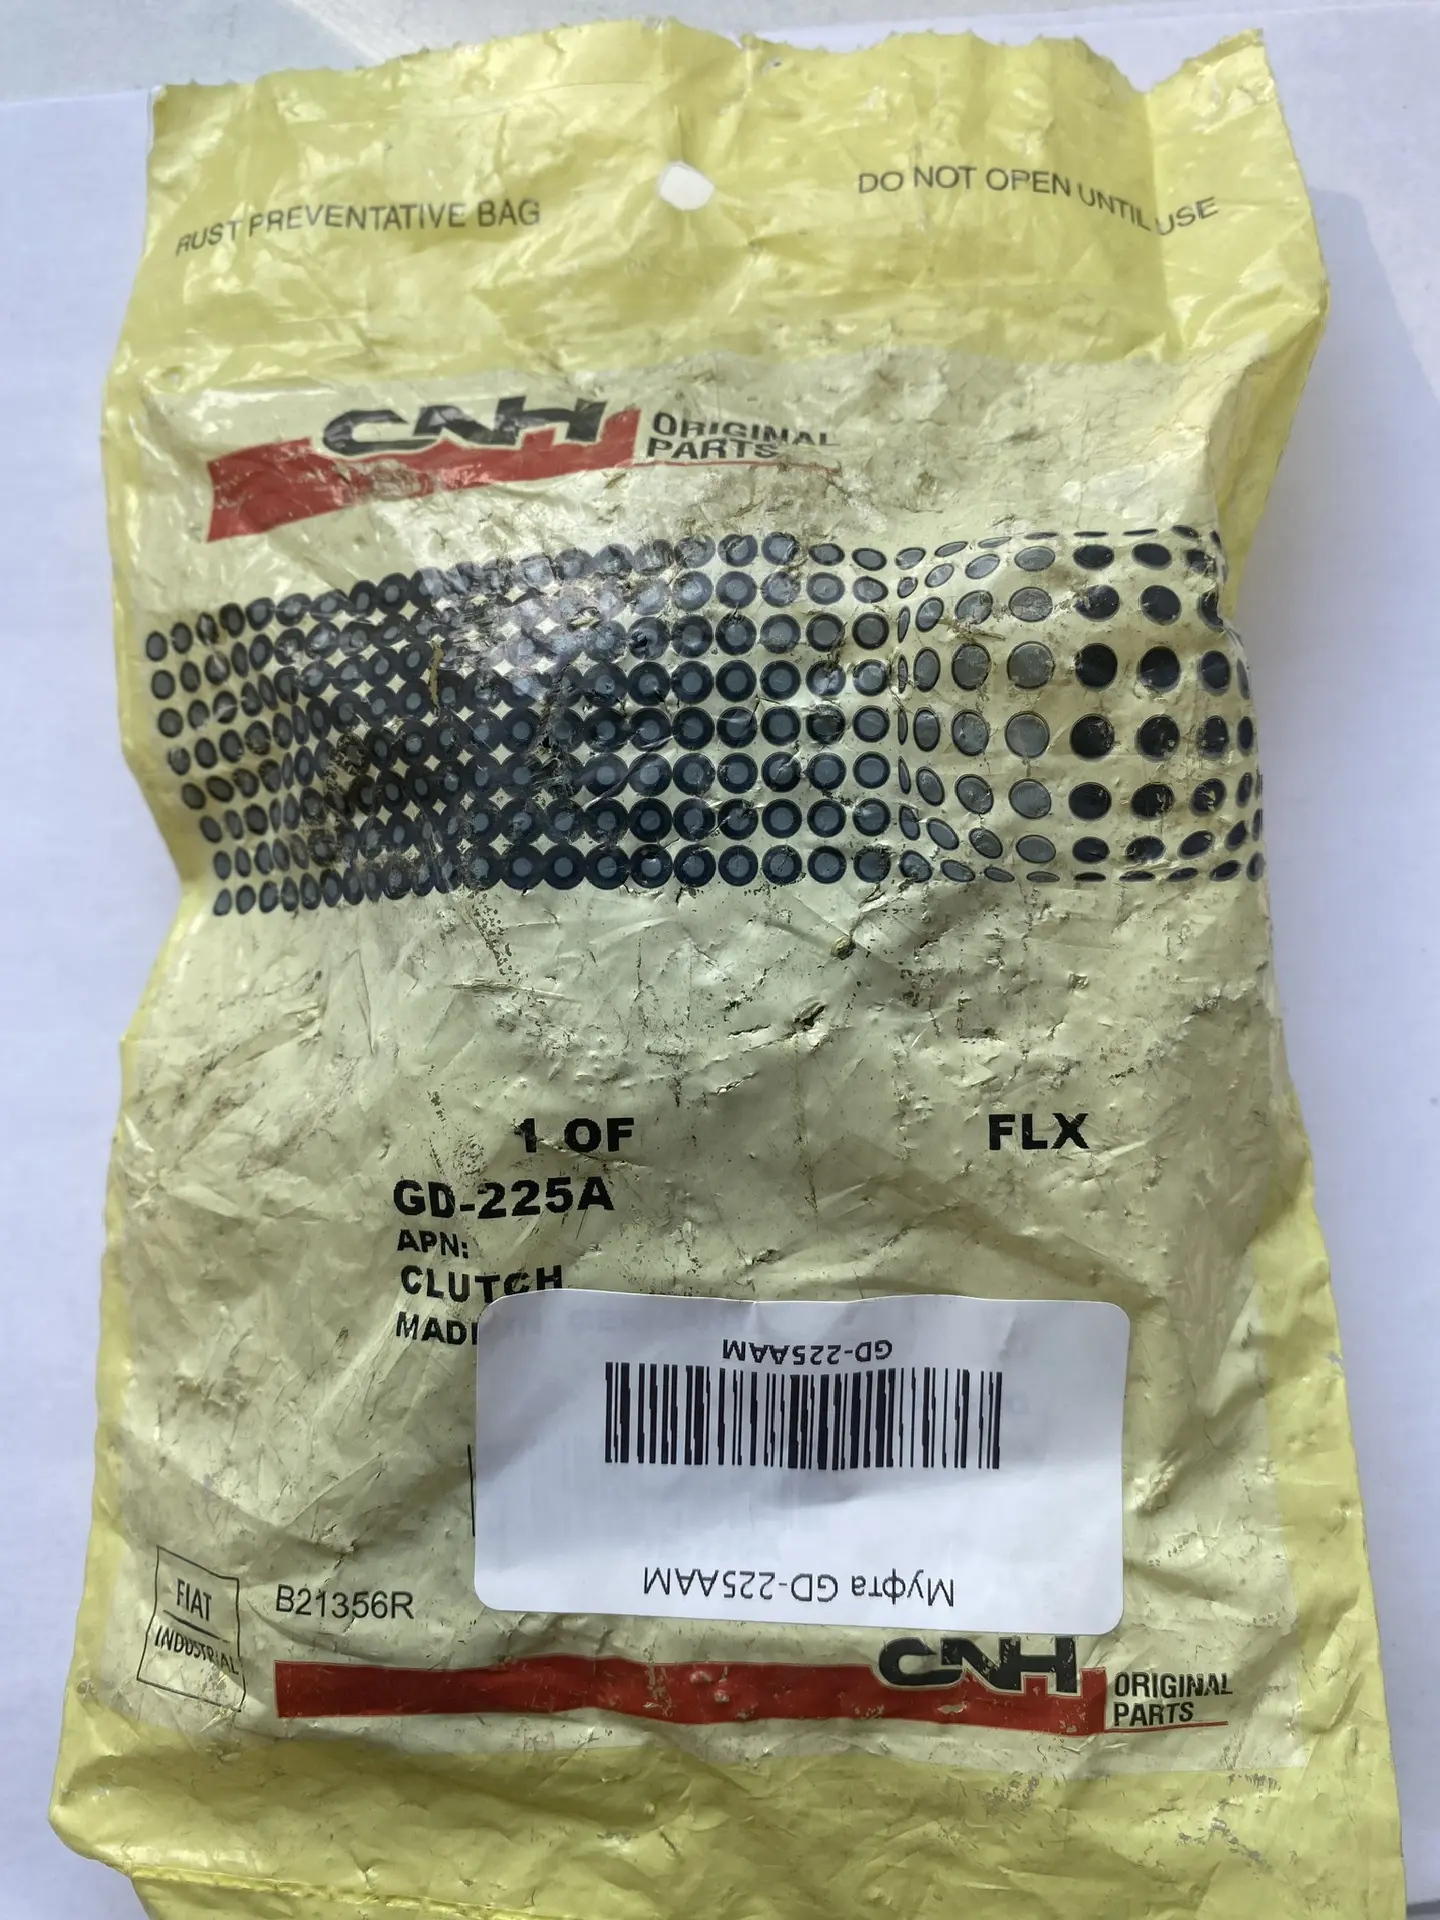 RUST PREVENTATIVE BAG
DO NOT OPEN UNTIL USE
CNH ORIGINAL
PARTS
1 OF
FLX
GD-225A
APN:
CLUTCH
MADE
GD-225AAM
Муфта GD-225AAM
FIAT
INDUSTRIAL
B21356R
CNH ORIGINAL
PARTS